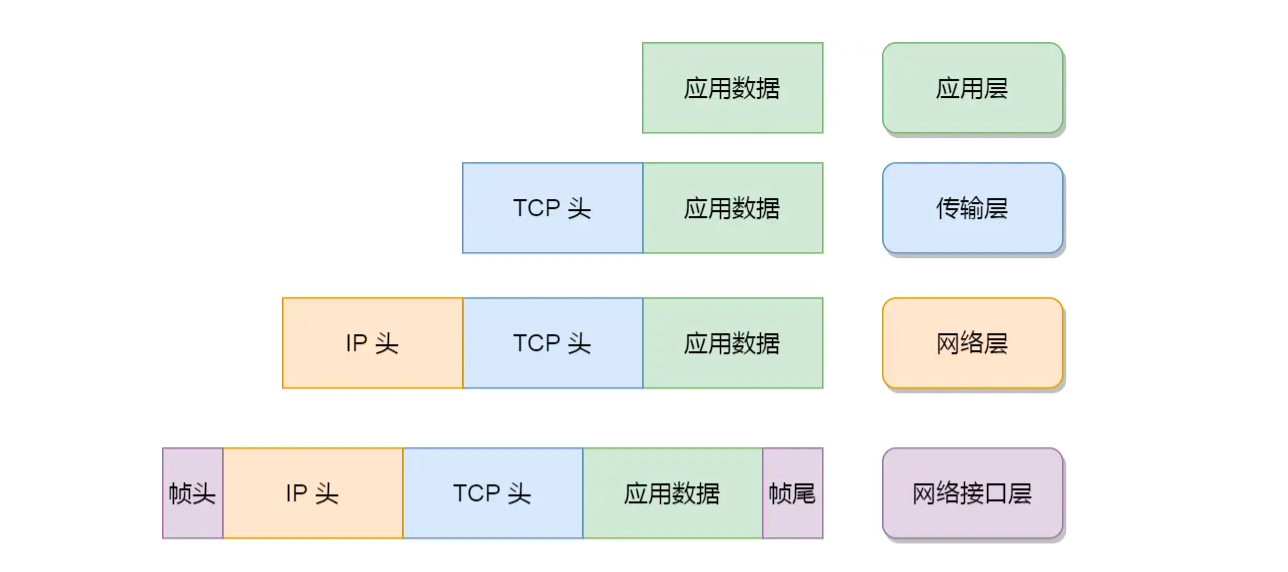 应用数据 应用层
TCP 头 应用数据 传输层
IP 头 TCP 头 应用数据 网络层
帧头 IP 头 TCP 头 应用数据 帧尾 网络接口层